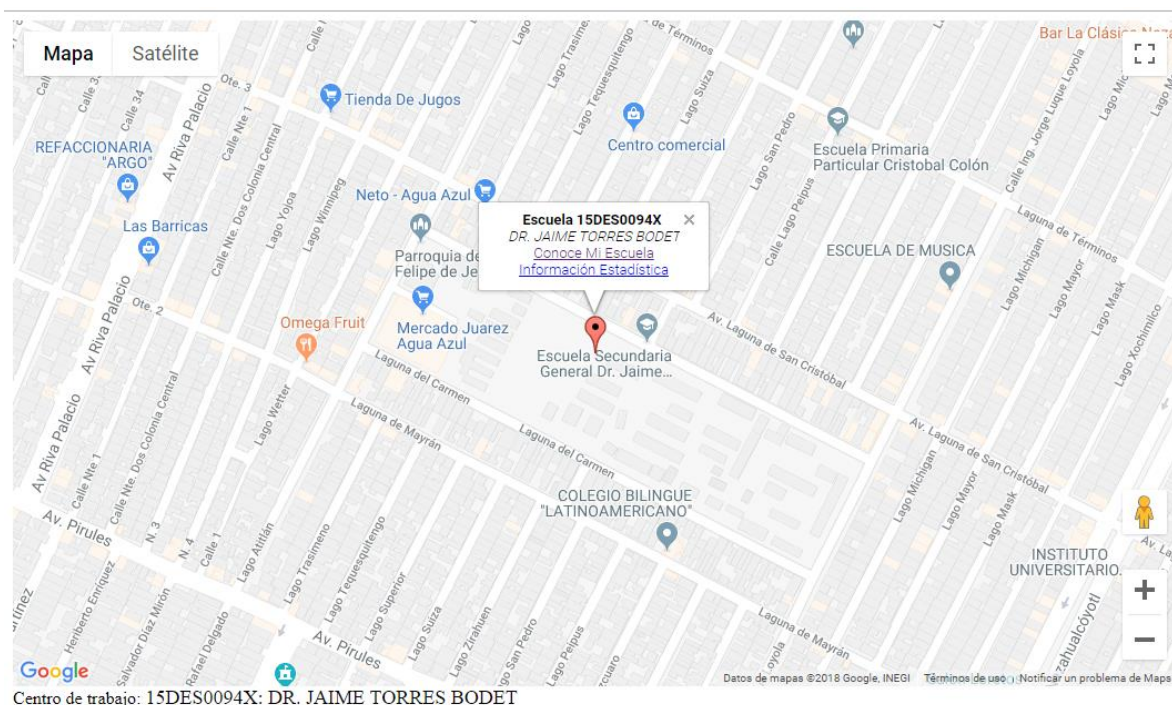 Mapa
Satélite
Bar La Clásica
Lago Trasimeno
Lago Tequesquitengo
Lago Suiza
Ote. 3
Calle 34
Av Riva Palacio
Calle Nte 1
Calle Nte. Dos Colonia Central
Tienda De Jugos
Centro comercial
Escuela Primaria
Particular Cristobal Colón
Calle Ing. Jorge Luque Loyola
REFACCIONARIA
"ARGO"
Lago San Pedro
Calle Lago Peipus
Neto - Agua Azul
Las Barricas
Lago Yojoa
Lago Winnipeg
Escuela 15DES0094X
DR. JAIME TORRES BODET
Conoce Mi Escuela
Información Estadística
Laguna de Términos
Parroquia de
Felipe de Je
ESCUELA DE MUSICA
Lago Michigan
Lago Mayor
Lago Mask
Lago Xochimilco
Ote. 2
Omega Fruit
Mercado Juarez
Agua Azul
Escuela Secundaria
General Dr. Jaime...
Av. Laguna de San Cristóbal
Av Riva Palacio
Laguna del Carmen
Lago Wetter
Laguna de Mayrán
Calle Nte. Dos Colonia Central
Av. Laguna de San Cristóbal
Av Riva Palacio
Calle Nte 1
Laguna del Carmen
Lago Michigan
Lago Mayor
Lago Mask
COLEGIO BILINGUE
"LATINOAMERICANO"
Av. Pirules
N. 3
N. 4
Calle 1
Lago Atitlán
Lago Trasimeno
Lago Tequesquitengo
Lago Superior
Lago Suiza
Lago Zirahuen
Lago San Pedro
Lago Peipus
INSTITUTO
UNIVERSITARIO...
Heriberto Enríquez
Salvador Díaz Mirón
Rafael Delgado
Av. Pirules
Laguna de Mayrán
Google
Datos de mapas ©2018 Google, INEGI
Términos de uso
Notificar un problema de Maps
Centro de trabajo: 15DES0094X: DR. JAIME TORRES BODET